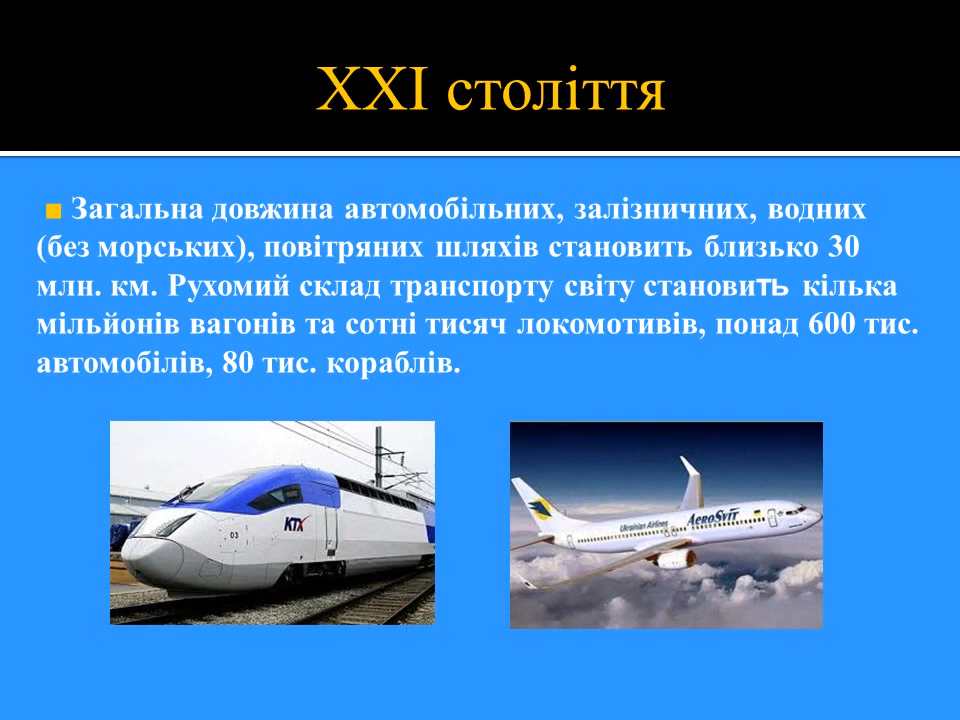 XXI століття
Загальна довжина автомобільних, залізничних, водних
(без морських), повітряних шляхів становить близько 30
млн. км. Рухомий склад транспорту світу становить кілька
мільйонів вагонів та сотні тисяч локомотивів, понад 600 тис.
автомобілів, 80 тис. кораблів.
KTX
03
Ukrainian Airlines AEROSVIT